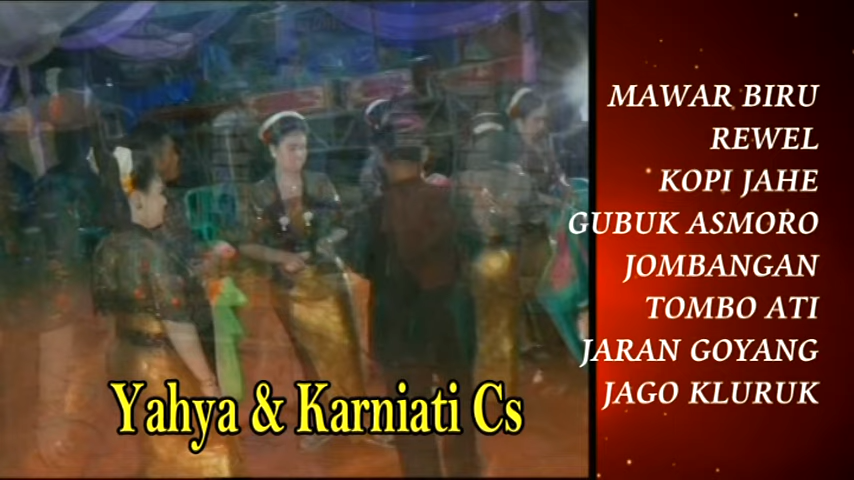 MAWAR BIRU
REWEL
KOPI JAHE
GUBUK ASMORO
JOMBANGAN
TOMBO ATI
JARAN GOYANG
JAGO KLURUK
Yahya & Karniati Cs